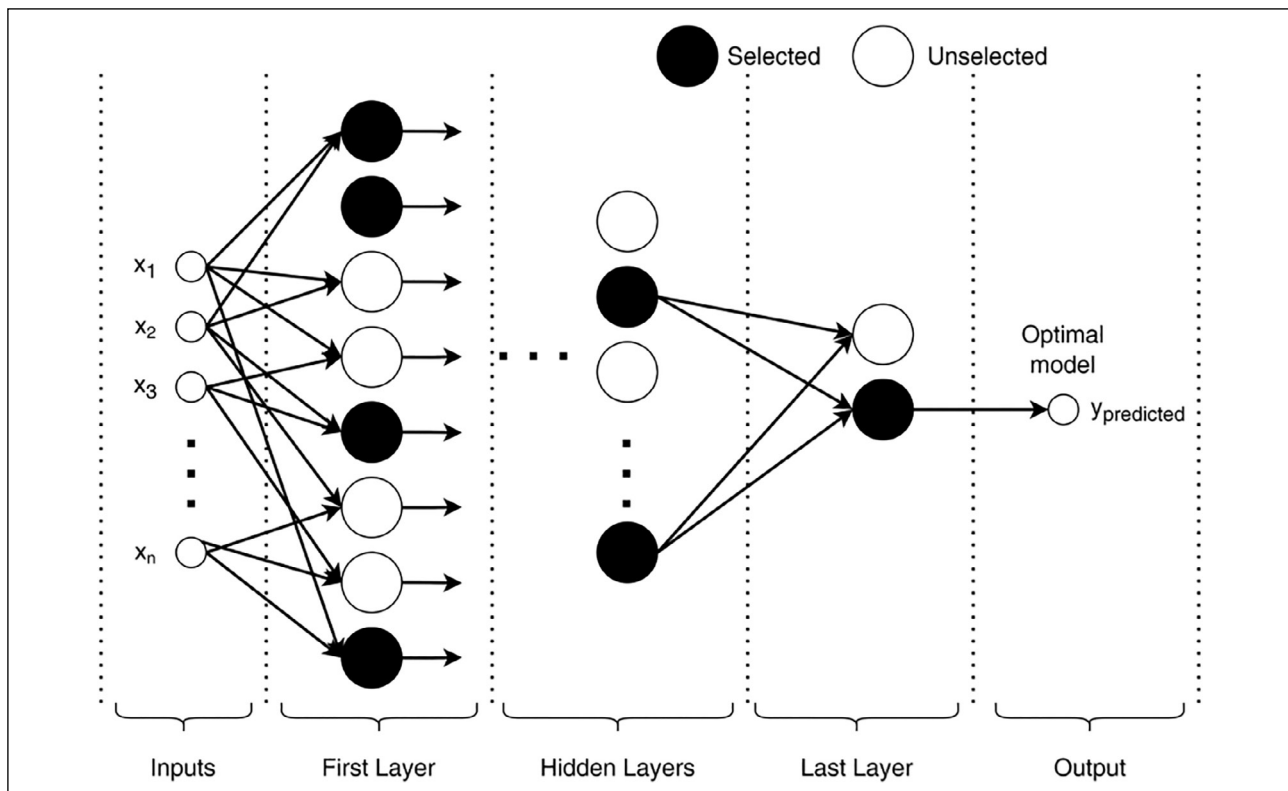 Selected
Unselected
x1
x2
x3
xn
Optimal
model
ypredicted
Inputs
First Layer
Hidden Layers
Last Layer
Output